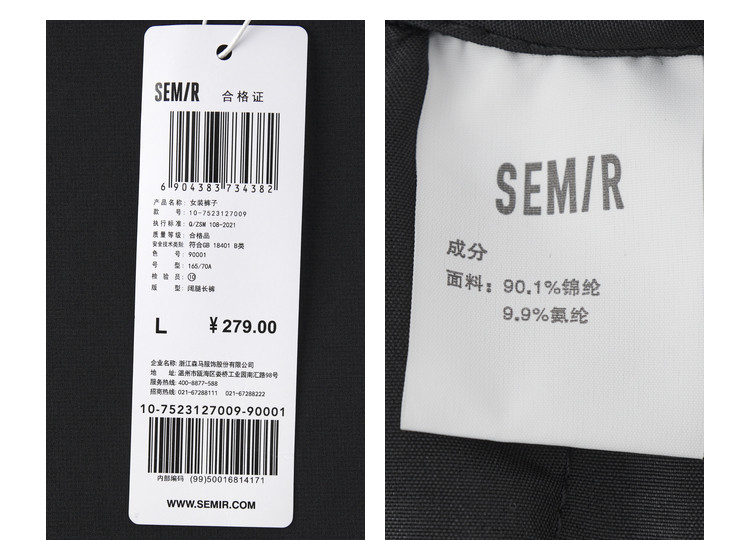 SEM/R 合格证
6 904383 734382
产品名称: 女装裤子
款 号: 10-7523127009
执行标准: Q/ZSM 108-2021
质量等级: 合格品
安全技术类别: 符合GB 18401 B类
色 号: 90001
号 型: 165/70A
检 验 员: 10
版 型: 阔腿长裤
L ¥279.00
企业名称: 浙江森马服饰股份有限公司
地 址: 温州市瓯海区娄桥工业园南汇路98号
服务热线: 400-8877-588
招商热线: 021-67288111 021-67288222
10-7523127009-90001
内部编码 (99)50016814171
WWW.SEMIR.COM
SEM/R
成分
面料: 90.1%锦纶
9.9%氨纶